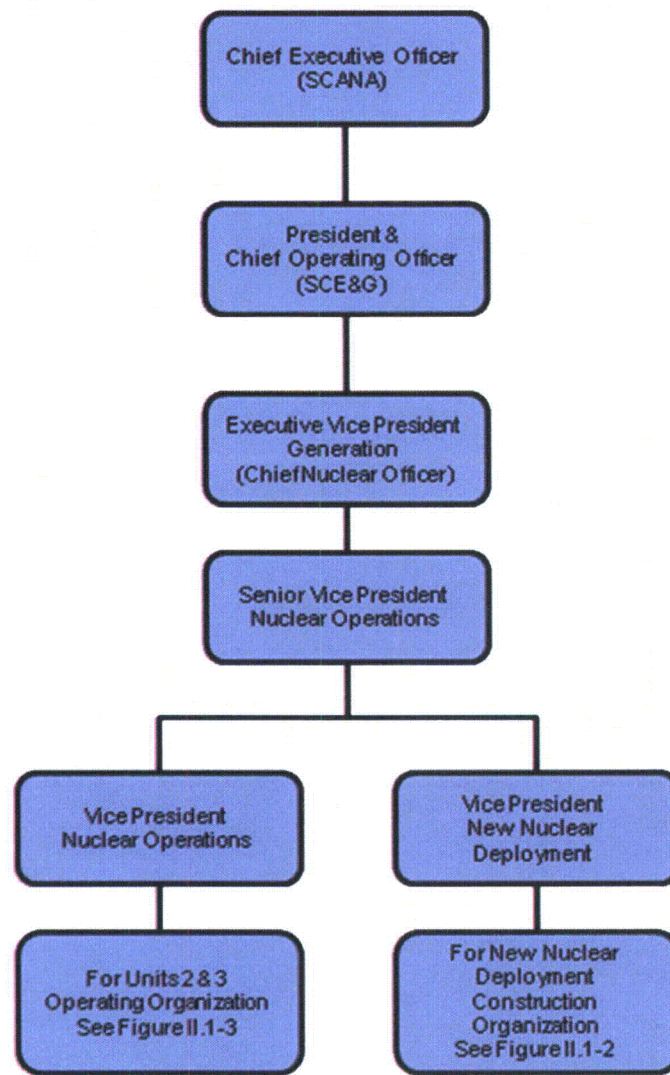 Chief Executive Officer
(SCANA)
President &
Chief Operating Officer
(SCE&G)
Executive Vice President
Generation
(Chief Nuclear Officer)
Senior Vice President
Nuclear Operations
Vice President
Nuclear Operations
Vice President
New Nuclear
Deployment
For Units 2 & 3
Operating Organization
See Figure II.1-3
For New Nuclear
Deployment
Construction
Organization
See Figure II.1-2